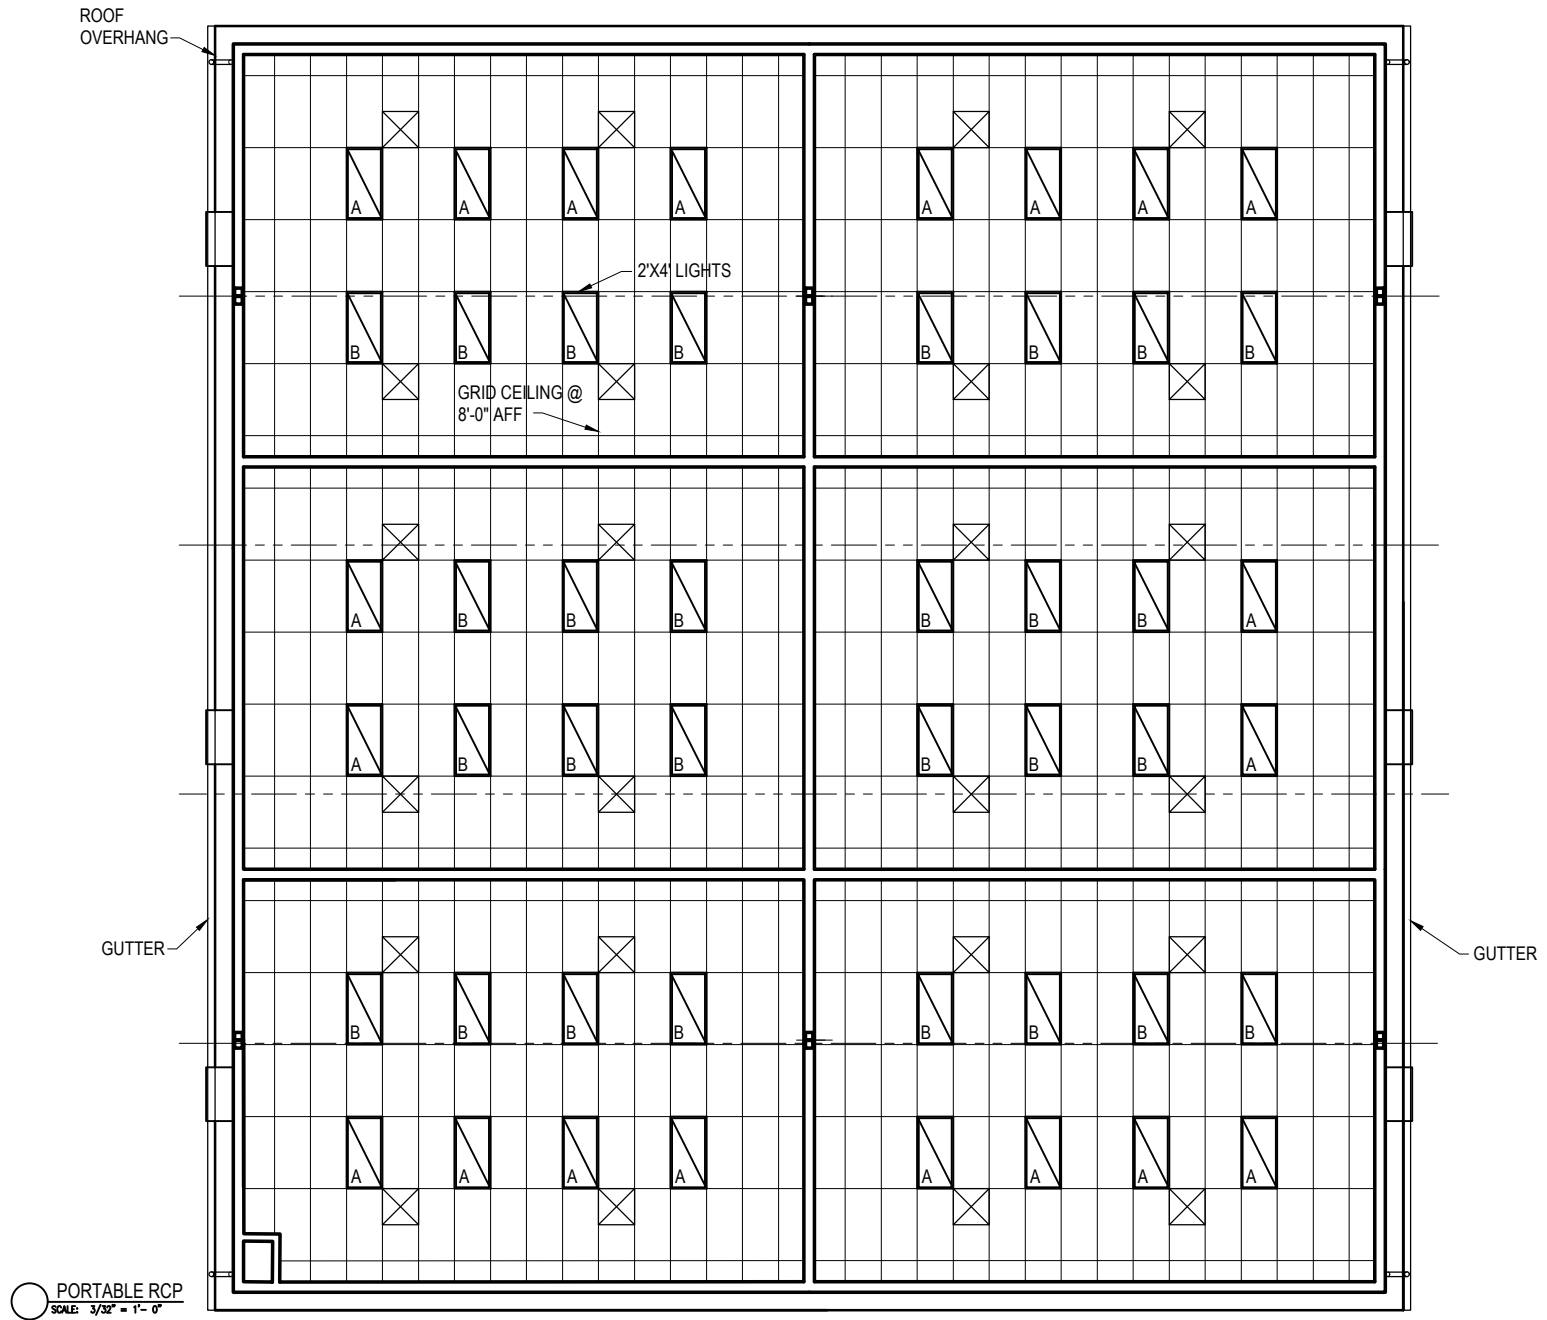 ROOF
OVERHANG
A A A A A A A A
2'X4' LIGHTS
B B B B B B B B
GRID CEILING @
8'-0" AFF
A B B B B B B A
A B B B B B B A
GUTTER
GUTTER
B B B B B B B B
A A A A A A A A
PORTABLE RCP
SCALE: 3/32" = 1'- 0"